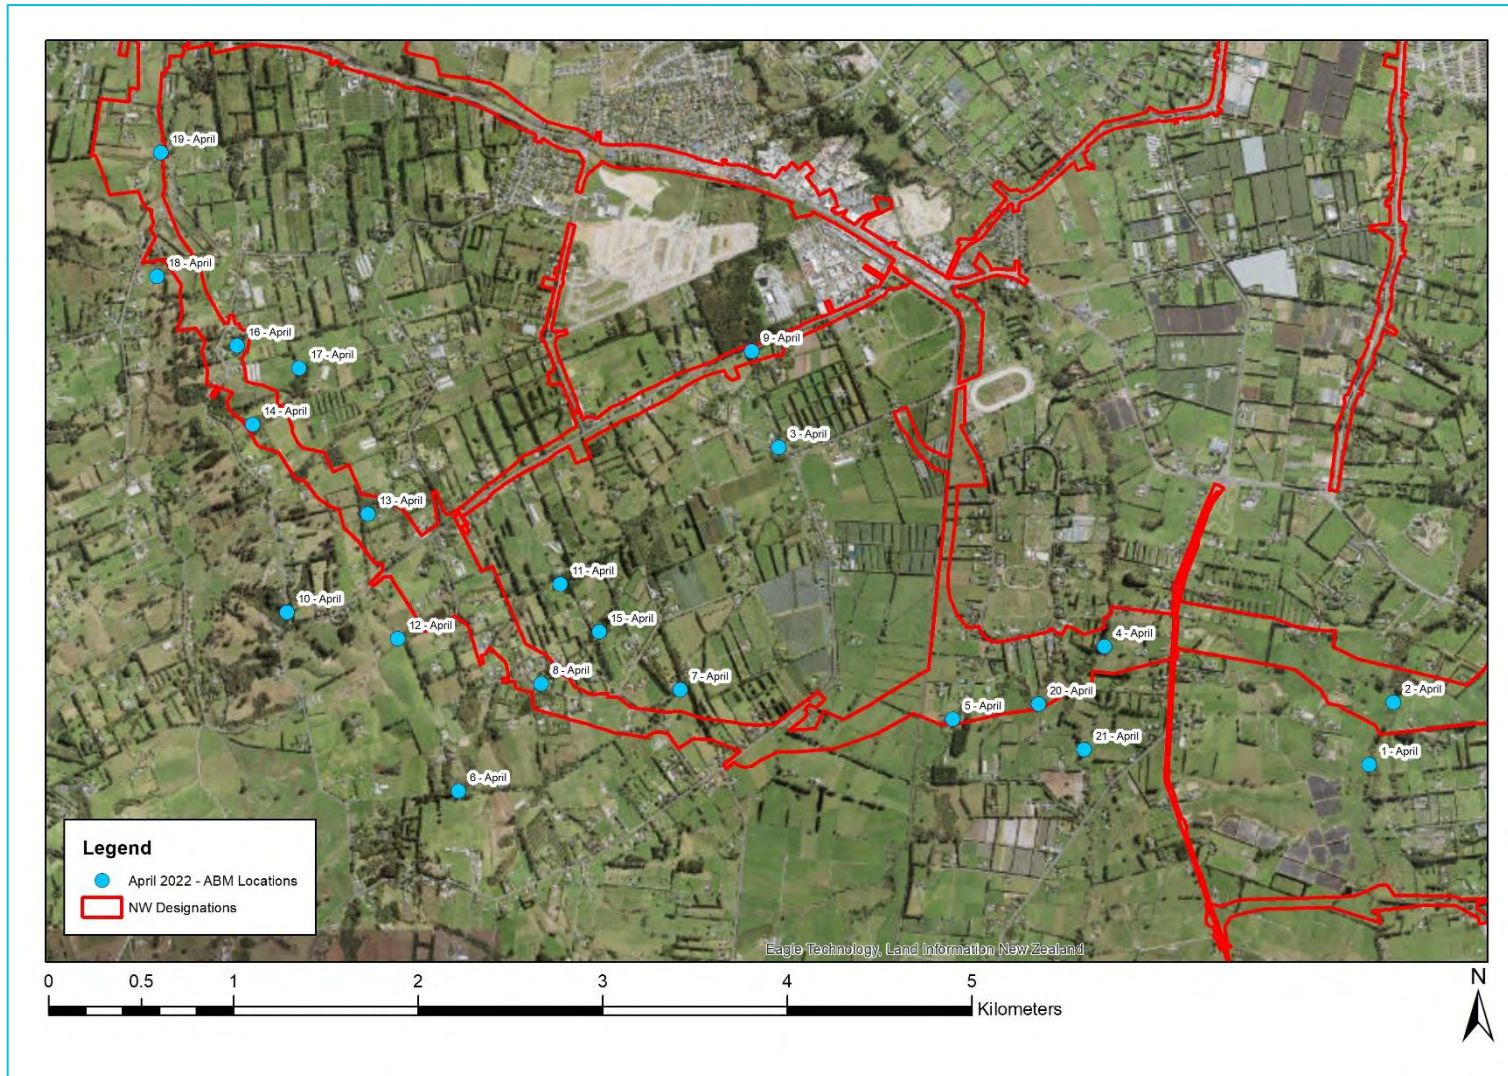 19 - April
18 - April
16 - April
17 - April
9 - April
14 - April
3 - April
13 - April
11 - April
10 - April
15 - April
12 - April
4 - April
8 - April
7 - April
20 - April
2 - April
5 - April
21 - April
1 - April
6 - April
Legend
April 2022 - ABM Locations
NW Designations
Eagle Technology, Land Information New Zealand
0 0.5 1 2 3 4 5
Kilometers
N